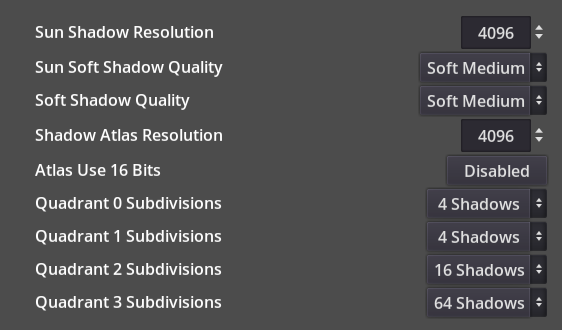 Sun Shadow Resolution 4096
Sun Soft Shadow Quality Soft Medium
Soft Shadow Quality Soft Medium
Shadow Atlas Resolution 4096
Atlas Use 16 Bits Disabled
Quadrant 0 Subdivisions 4 Shadows
Quadrant 1 Subdivisions 4 Shadows
Quadrant 2 Subdivisions 16 Shadows
Quadrant 3 Subdivisions 64 Shadows